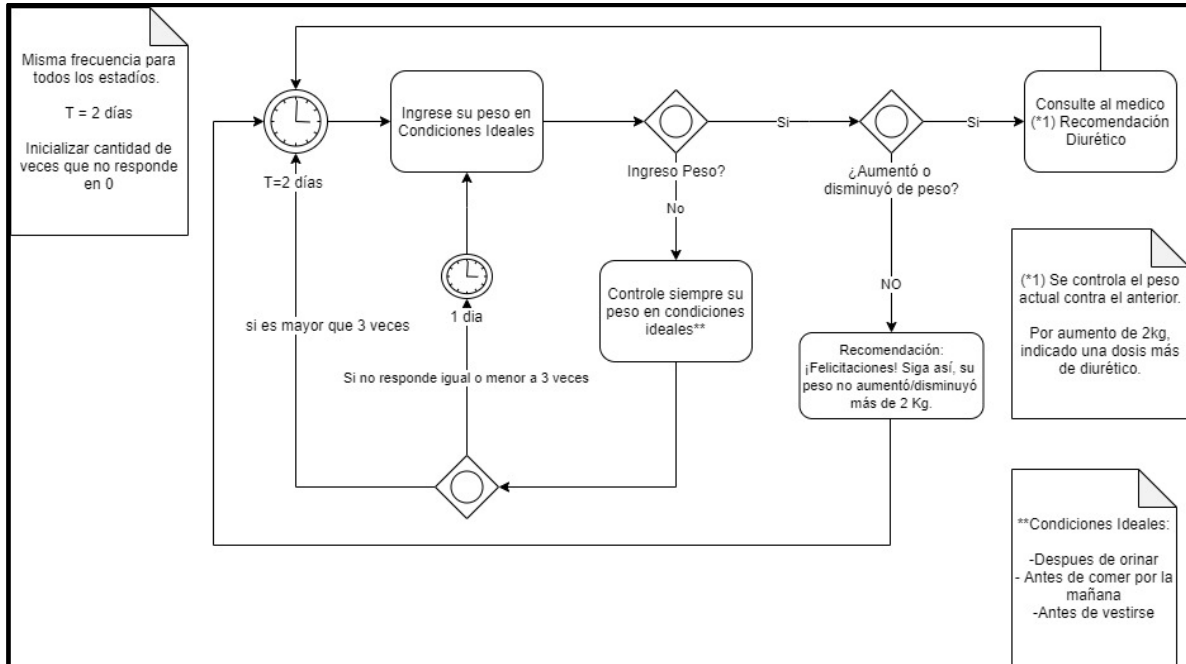 Misma frecuencia para
todos los estadíos.
T = 2 días
Inicializar cantidad de
veces que no responde
en 0
T=2 días
Ingrese su peso en
Condiciones Ideales
Ingreso Peso?
Si
¿Aumentó o
disminuyó de peso?
Si
Consulte al medico
(*1) Recomendación
Diurético
No
Controle siempre su
peso en condiciones
ideales**
NO
Recomendación:
¡Felicitaciones! Siga así, su
peso no aumentó/disminuyó
más de 2 Kg.
1 dia
si es mayor que 3 veces
Si no responde igual o menor a 3 veces
(*1) Se controla el peso
actual contra el anterior.
Por aumento de 2kg,
indicado una dosis más
de diurético.
**Condiciones Ideales:
-Despues de orinar
- Antes de comer por la
mañana
-Antes de vestirse